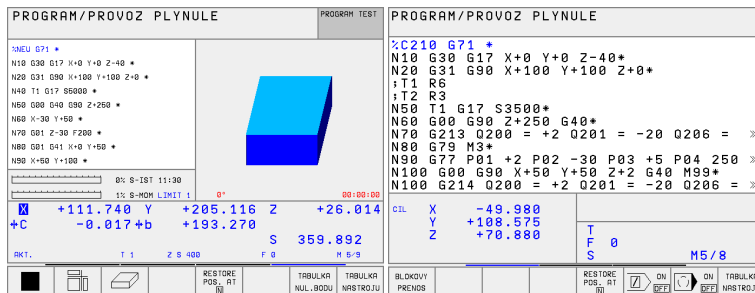 PROGRAM/PROVOZ PLYNULE
PROGRAM TEST
%NEU G71 *
N10 G30 G17 X+0 Y+0 Z-40 *
N20 G31 G90 X+100 Y+100 Z+0 *
N40 T1 G17 S5000 *
N50 G00 G40 G90 Z+250 *
N60 X-30 Y+50 *
N70 G01 Z-30 F200 *
N80 G01 G41 X+0 Y+50 *
N90 X+50 Y+100 *
0% S-IST 11:30
1% S-MOM LIMIT 1
0°
00:00:00
X +111.740 Y +205.116 Z +26.014
C -0.017 b +193.270
S 359.892
AKT. T 1 Z S 400 F 0 M 5/9
RESTORE
POS. AT
N
TABULKA
NUL.BODU
TABULKA
NASTROJU
PROGRAM/PROVOZ PLYNULE
%C210 G71 *
N10 G30 G17 X+0 Y+0 Z-40*
N20 G31 G90 X+100 Y+100 Z+0*
;T1 R6
;T2 R3
N50 T1 G17 S3500*
N60 G00 G90 Z+250 G40*
N70 G213 Q200 = +2 Q201 = -20 Q206 = »
N80 G79 M3*
N90 G77 P01 +2 P02 -30 P03 +5 P04 250 »
N100 G00 G90 X+50 Y+50 Z+2 G40 M99*
N100 G214 Q200 = +2 Q201 = -20 Q206 = »
CIL X -49.980
Y +108.575
Z +70.880
T
F 0
S M5/8
BLOKOVY
PRENOS
RESTORE
POS. AT
N
ON
OFF
ON
OFF
TABULKA
NASTROJU